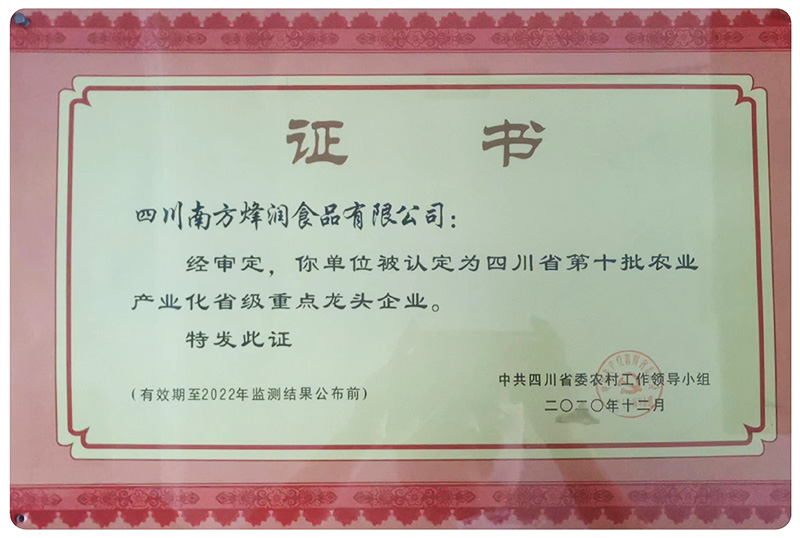 证 书
四川南方烽润食品有限公司：
经审定，你单位被认定为四川省第十批农业
产业化省级重点龙头企业。
特发此证
（有效期至2022年监测结果公布前）
中共四川省委农村工作领导小组
二〇二〇年十二月